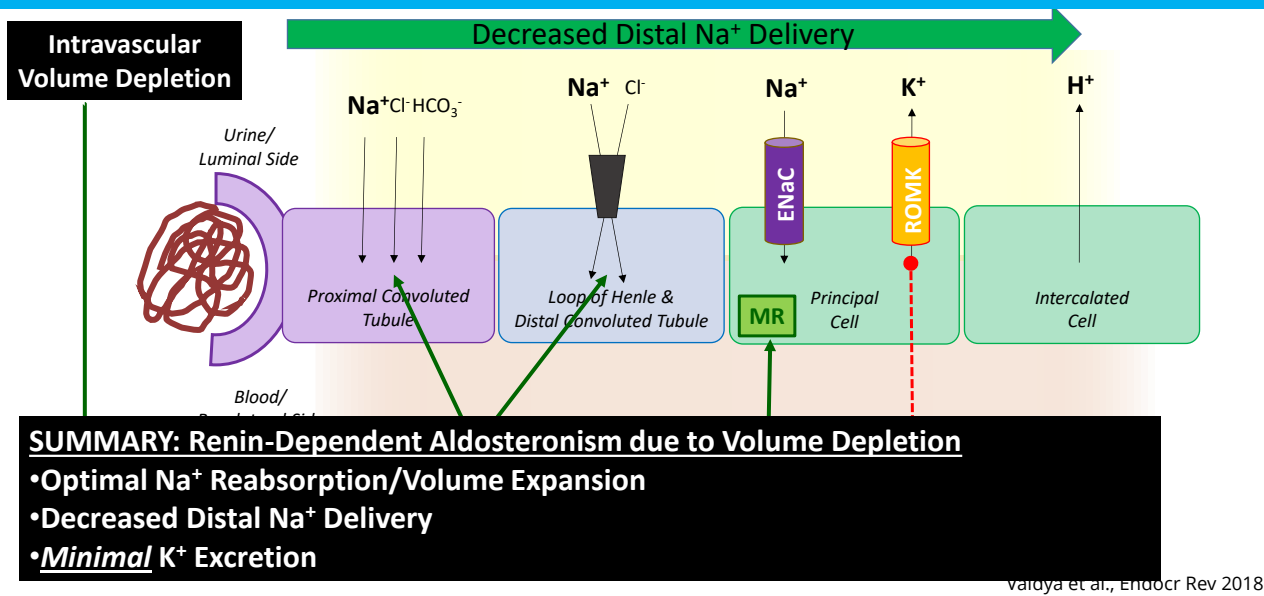 Decreased Distal Na⁺ Delivery
Intravascular
Volume Depletion
Na⁺ Cl⁻ HCO₃⁻
Na⁺ Cl⁻
Na⁺
K⁺
H⁺
Urine/
Luminal Side
ENaC
ROMK
Proximal Convoluted
Tubule
Loop of Henle &
Distal Convoluted Tubule
MR
Principal
Cell
Intercalated
Cell
Blood/
SUMMARY: Renin-Dependent Aldosteronism due to Volume Depletion
•Optimal Na⁺ Reabsorption/Volume Expansion
•Decreased Distal Na⁺ Delivery
•Minimal K⁺ Excretion
Vaidya et al., Endocr Rev 2018